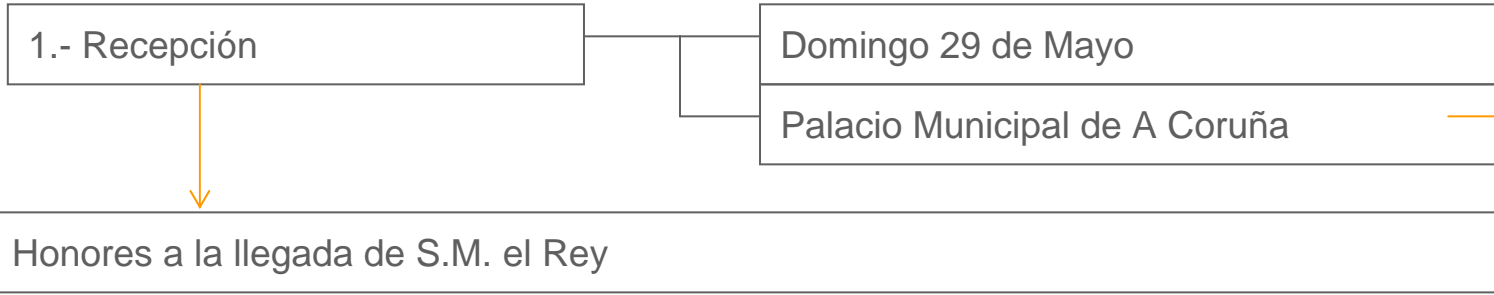 1.- Recepción
Domingo 29 de Mayo
Palacio Municipal de A Coruña
Honores a la llegada de S.M. el Rey